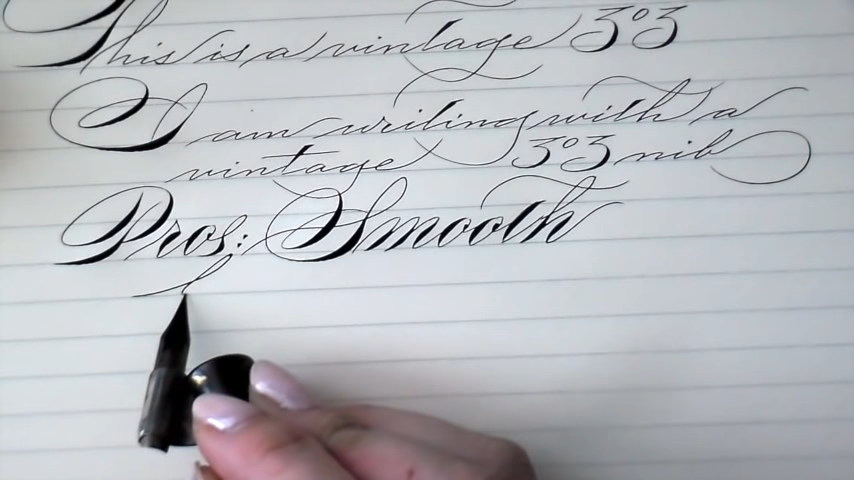 This is a vintage 303
I am writing with a
vintage 303 nib
Pros: Smooth